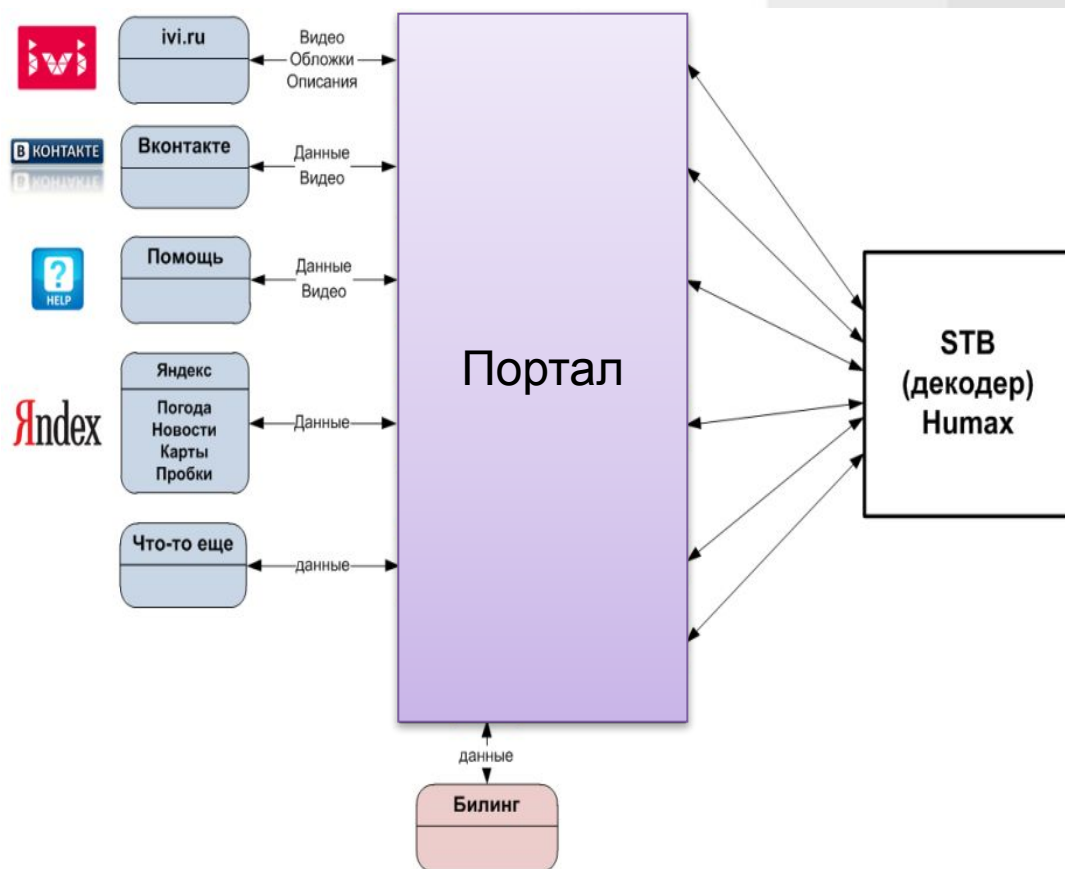 ivi
ivi.ru
Видео
Обложки
Описания
В КОНТАКТЕ
Вконтакте
Данные
Видео
?
HELP
Помощь
Данные
Видео
Яndex
Яндекс
Погода
Новости
Карты
Пробки
Данные
Что-то еще
данные
Портал
STB
(декодер)
Humax
данные
Билинг